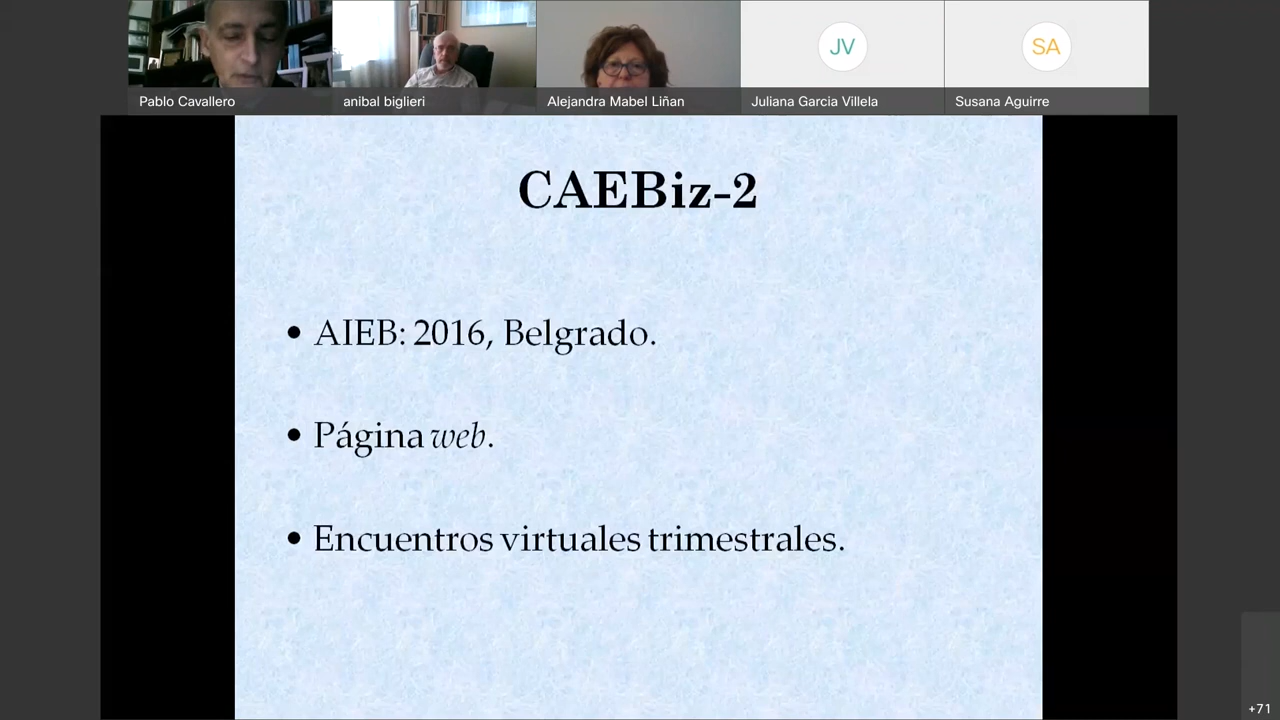 Pablo Cavallero
anibal biglieri
Alejandra Mabel Liñan
JV
Juliana Garcia Villela
SA
Susana Aguirre
CAEBiz-2
• AIEB: 2016, Belgrado.
• Página web.
• Encuentros virtuales trimestrales.
+71